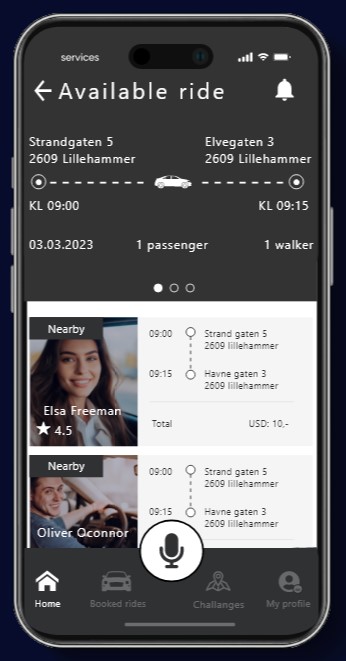 services
Available ride
Strandgaten 5
2609 Lillehammer
Elvegaten 3
2609 Lillehammer
KL 09:00
KL 09:15
03.03.2023
1 passenger
1 walker
Nearby
Elsa Freeman
4.5
09:00
Strand gaten 5
2609 lillehammer
09:15
Havne gaten 3
2609 lillehammer
Total
USD: 10,-
Nearby
Oliver Oconnor
09:00
Strand gaten 5
2609 lillehammer
09:15
Havne gaten 3
2609 lillehammer
Home
Booked rides
Challanges
My profile